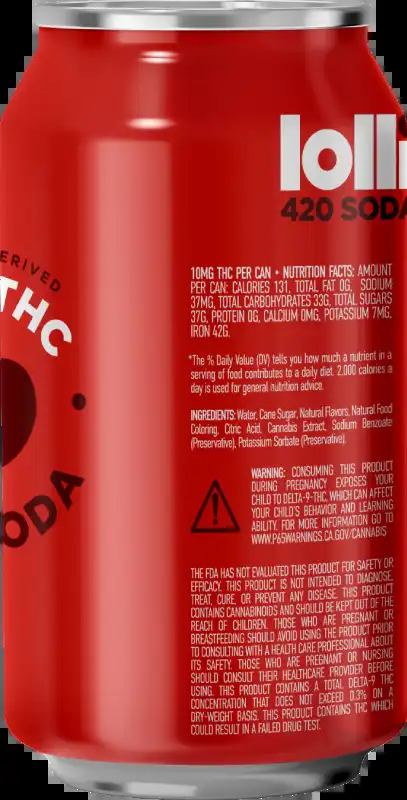 lolli
420 SODA
ERIVED
THC
SODA
10MG THC PER CAN • NUTRITION FACTS: AMOUNT
PER CAN: CALORIES 131, TOTAL FAT 0G, SODIUM
37MG, TOTAL CARBOHYDRATES 33G, TOTAL SUGARS
37G, PROTEIN 0G, CALCIUM 0MG, POTASSIUM 7MG,
IRON 42G.
*The % Daily Value (DV) tells you how much a nutrient in a
serving of food contributes to a daily diet. 2,000 calories a
day is used for general nutrition advice.
INGREDIENTS: Water, Cane Sugar, Natural Flavors, Natural Food
Coloring, Citric Acid, Cannabis Extract, Sodium Benzoate
(Preservative), Potassium Sorbate (Preservative).
WARNING: CONSUMING THIS PRODUCT
DURING PREGNANCY EXPOSES YOUR
CHILD TO DELTA-9-THC, WHICH CAN AFFECT
YOUR CHILD'S BEHAVIOR AND LEARNING
ABILITY. FOR MORE INFORMATION GO TO
WWW.P65WARNINGS.CA.GOV/CANNABIS
THE FDA HAS NOT EVALUATED THIS PRODUCT FOR SAFETY OR
EFFICACY. THIS PRODUCT IS NOT INTENDED TO DIAGNOSE,
TREAT, CURE, OR PREVENT ANY DISEASE. THIS PRODUCT
CONTAINS CANNABINOIDS AND SHOULD BE KEPT OUT OF THE
REACH OF CHILDREN. THOSE WHO ARE PREGNANT OR
BREASTFEEDING SHOULD AVOID USING THE PRODUCT PRIOR
TO CONSULTING WITH A HEALTH CARE PROFESSIONAL ABOUT
ITS SAFETY. THOSE WHO ARE PREGNANT OR NURSING
SHOULD CONSULT THEIR HEALTHCARE PROVIDER BEFORE
USING. THIS PRODUCT CONTAINS A TOTAL DELTA-9 THC
CONCENTRATION THAT DOES NOT EXCEED 0.3% ON A
DRY-WEIGHT BASIS. THIS PRODUCT CONTAINS THC WHICH
COULD RESULT IN A FAILED DRUG TEST.